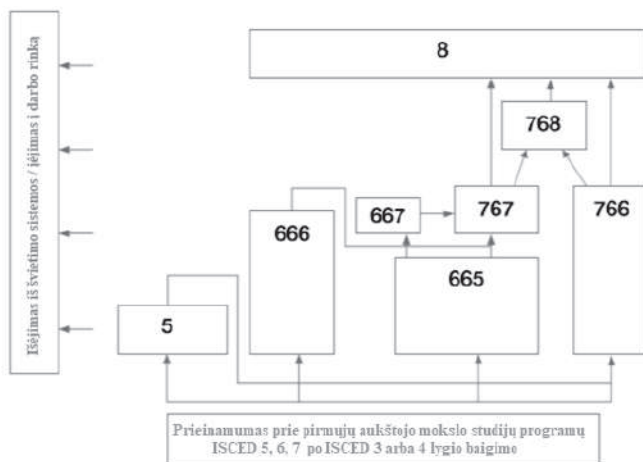 Išėjimas iš švietimo sistemos / įėjimas į darbo rinką
8
768
667
767
766
666
665
5
Prieinamumas prie pirmųjų aukštojo mokslo studijų programų
ISCED 5, 6, 7 po ISCED 3 arba 4 lygio baigimo